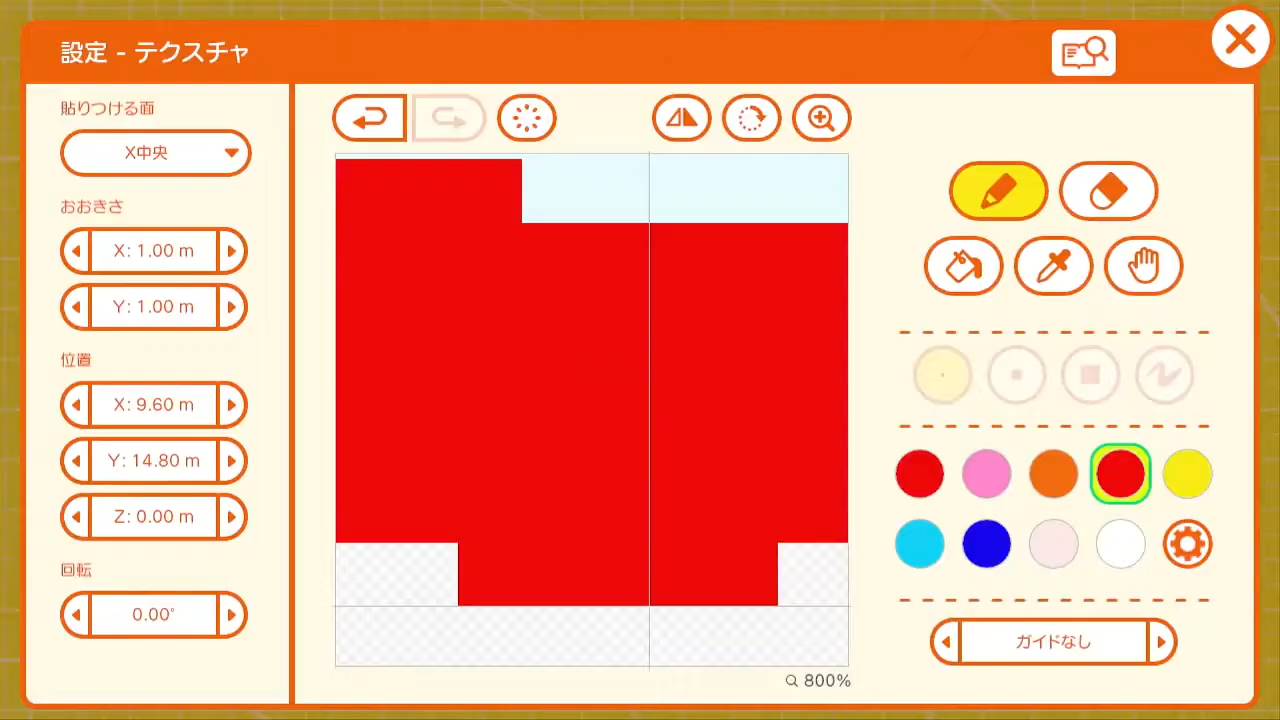 設定 - テクスチャ
貼りつける面
X中央
おおきさ
X: 1.00 m
Y: 1.00 m
位置
X: 9.60 m
Y: 14.80 m
Z: 0.00 m
回転
0.00°
800%
ガイドなし